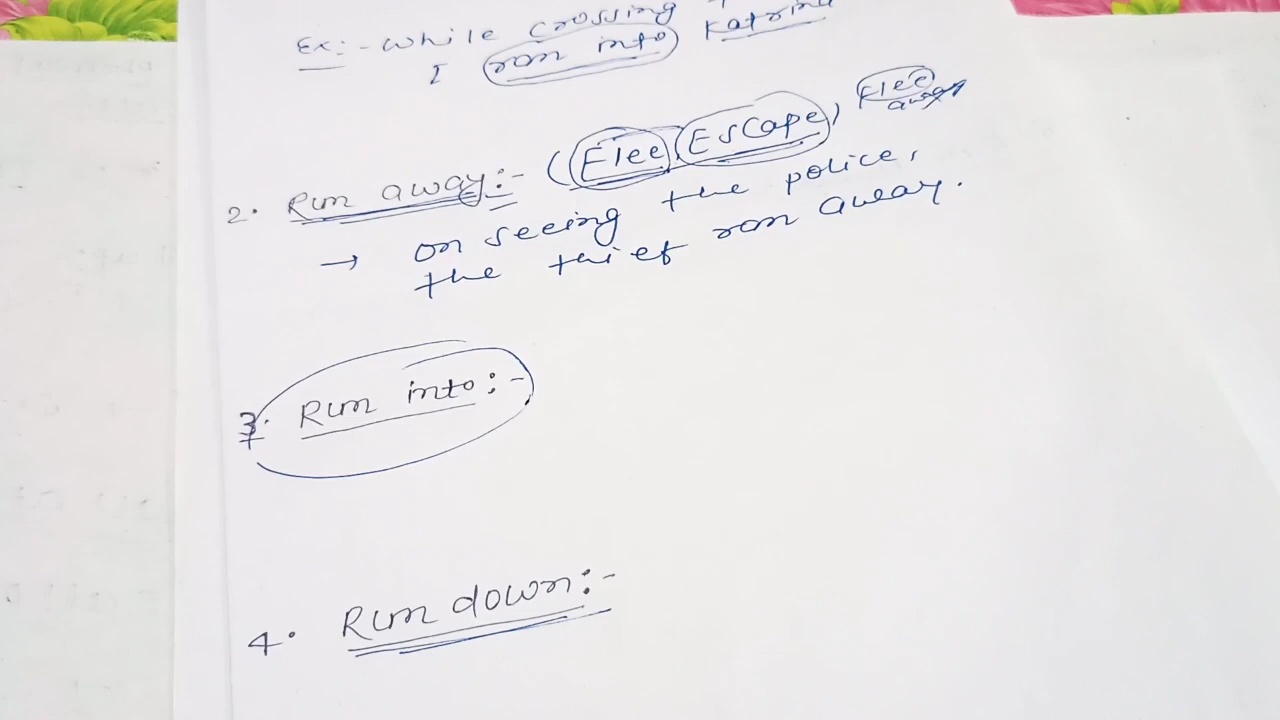 Ex:- while crossing
I ran into Katrina
2. Run away:- (Flee, Escape) Flee
away
→ on seeing the police,
the thief ran away.
3. Run into:-
4. Run down:-